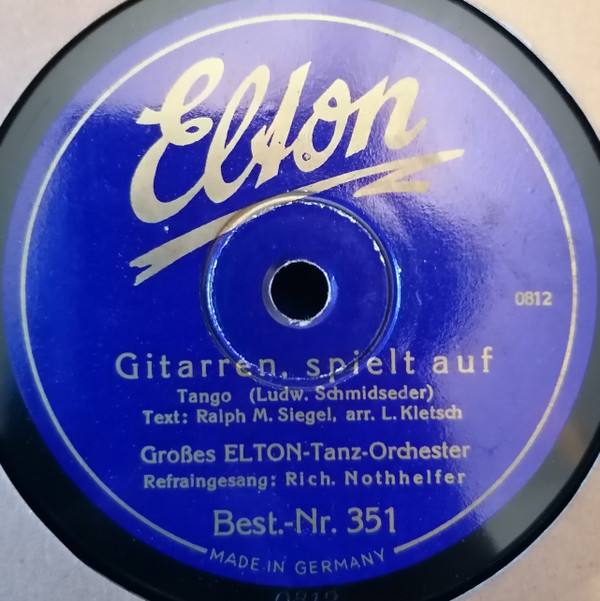 Elton
0812
Gitarren, spielt auf
Tango (Ludw. Schmidseder)
Text: Ralph M. Siegel, arr. L. Kletsch
Großes ELTON-Tanz-Orchester
Refraingesang: Rich. Nothhelfer
Best.-Nr. 351
MADE IN GERMANY
0812